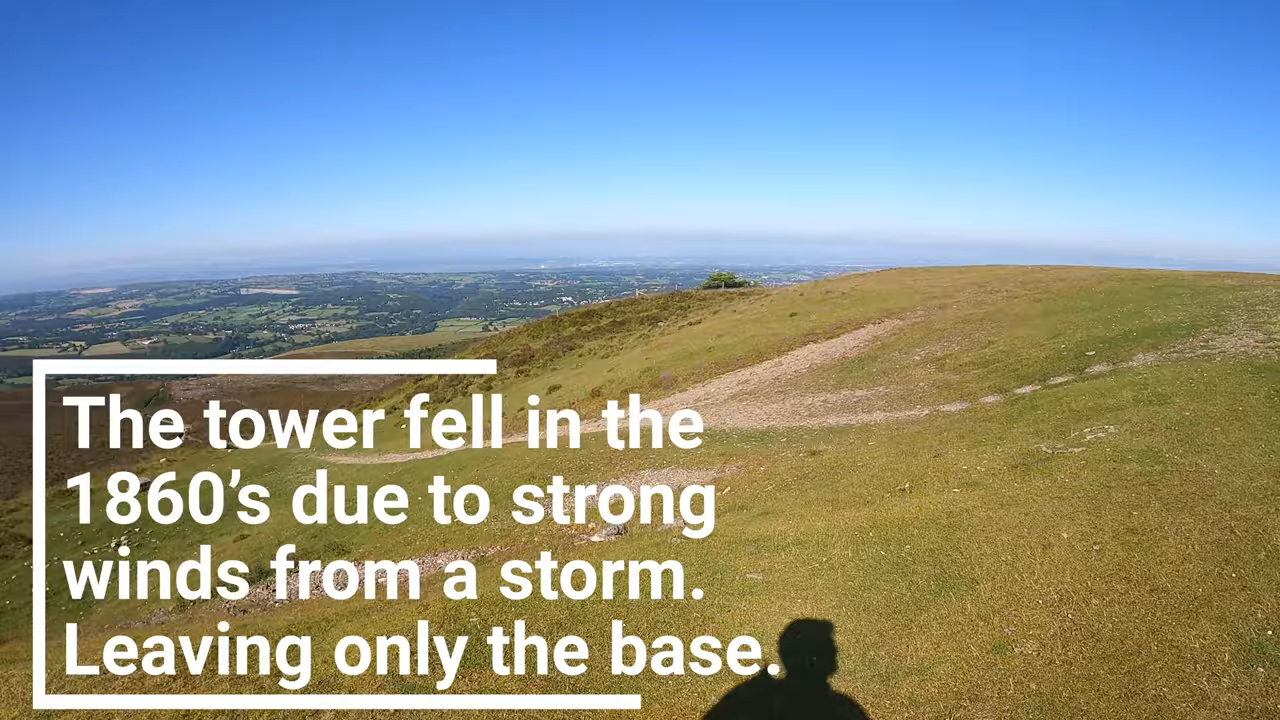 The tower fell in the
1860’s due to strong
winds from a storm.
Leaving only the base.